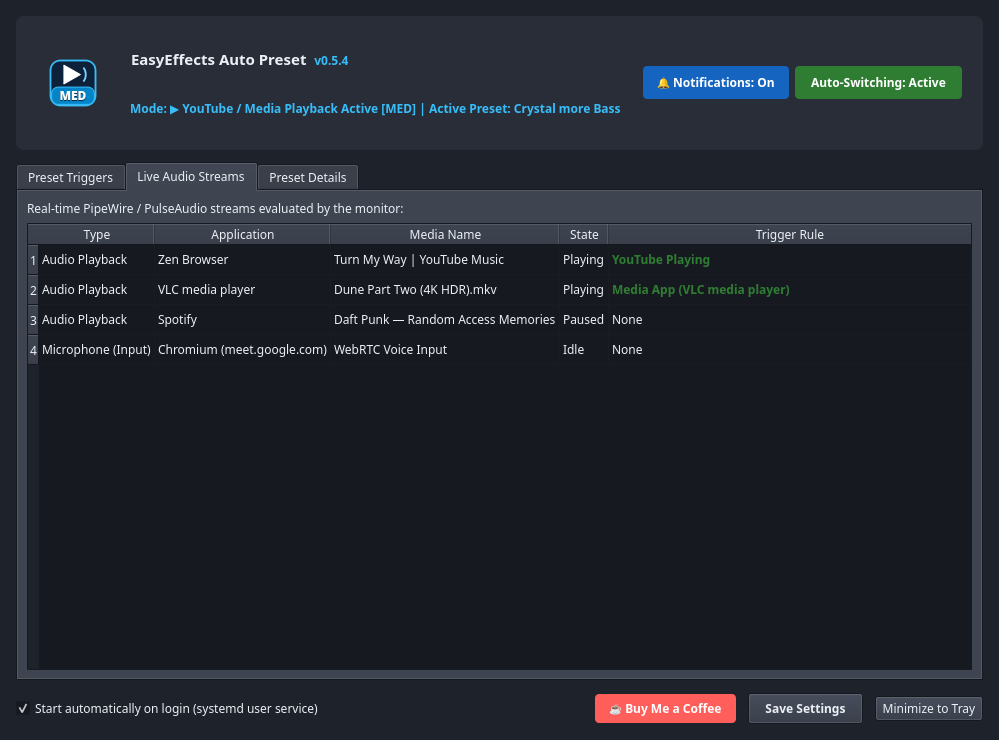 EasyEffects Auto Preset v0.5.4
MED
Mode: ▶ YouTube / Media Playback Active [MED] | Active Preset: Crystal more Bass
🔔 Notifications: On
Auto-Switching: Active
Preset Triggers Live Audio Streams Preset Details
Real-time PipeWire / PulseAudio streams evaluated by the monitor:
Type Application Media Name State Trigger Rule
1 Audio Playback Zen Browser Turn My Way | YouTube Music Playing YouTube Playing
2 Audio Playback VLC media player Dune Part Two (4K HDR).mkv Playing Media App (VLC media player)
3 Audio Playback Spotify Daft Punk — Random Access Memories Paused None
4 Microphone (Input) Chromium (meet.google.com) WebRTC Voice Input Idle None
✓ Start automatically on login (systemd user service)
☕ Buy Me a Coffee
Save Settings
Minimize to Tray